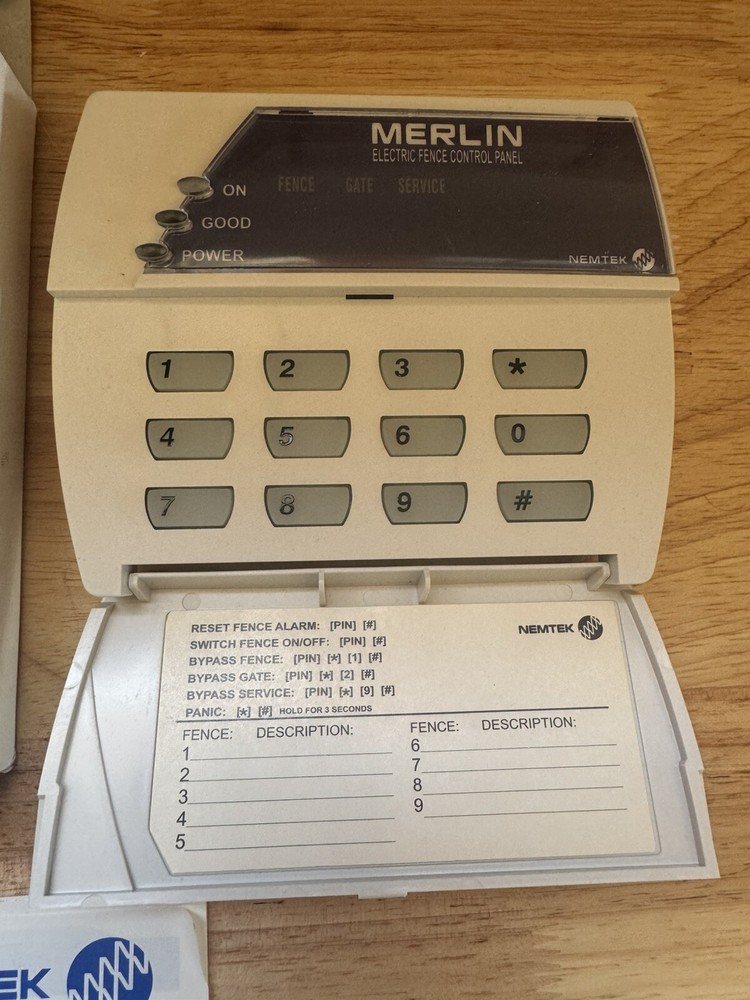 MERLIN
ELECTRIC FENCE CONTROL PANEL
ON FENCE GATE SERVICE
GOOD
POWER
NEMTEK
1 2 3 *
4 5 6 0
7 8 9 #
RESET FENCE ALARM: [PIN] [#]
NEMTEK
SWITCH FENCE ON/OFF: [PIN] [#]
BYPASS FENCE: [PIN] [*] [1] [#]
BYPASS GATE: [PIN] [*] [2] [#]
BYPASS SERVICE: [PIN] [*] [9] [#]
PANIC: [*] [#] HOLD FOR 3 SECONDS
FENCE: DESCRIPTION: FENCE: DESCRIPTION:
1 6
2 7
3 8
4 9
5
EK